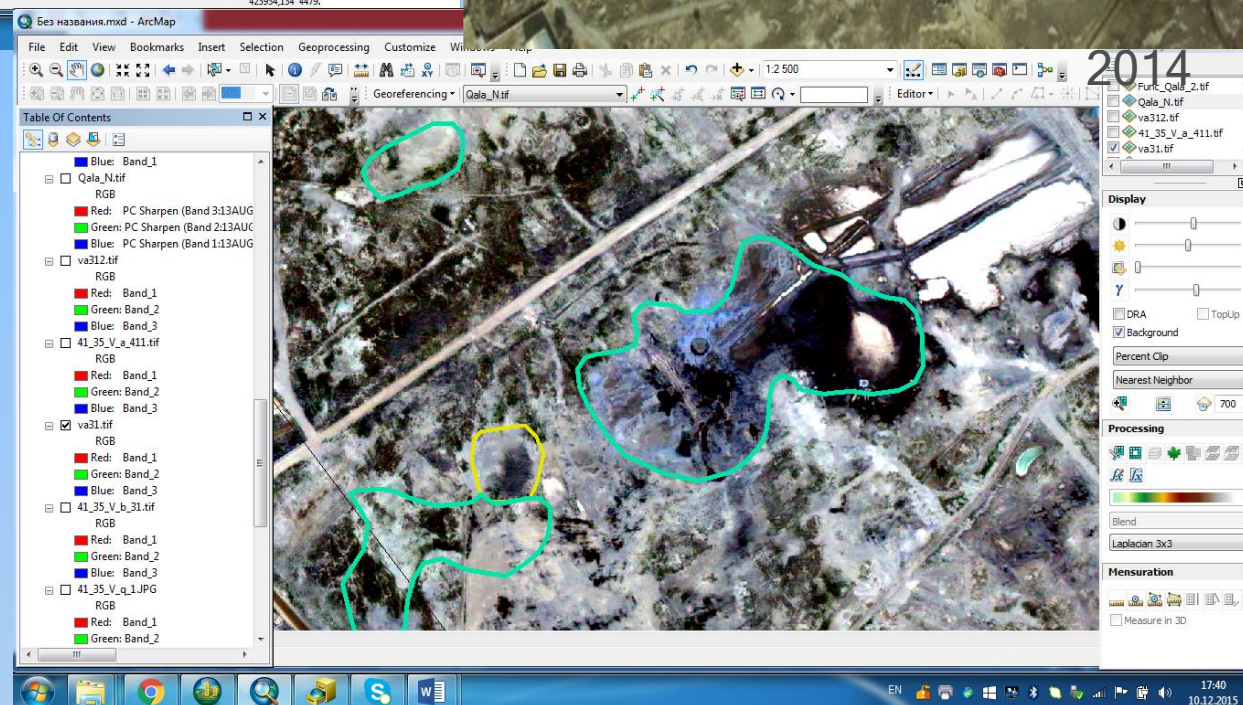 425934,134 4479,
Без названия.mxd - ArcMap
File Edit View Bookmarks Insert Selection Geoprocessing Customize
1:2 500
2014
50%
Georeferencing
Qala_N.tif
Editor
Func_Qala_2.tif
Qala_N.tif
va312.tif
41_35_V_a_411.tif
va31.tif
Table Of Contents
Blue: Band_1
Qala_N.tif
RGB
Red: PC Sharpen (Band 3:13AUG
Green: PC Sharpen (Band 2:13AUG
Blue: PC Sharpen (Band 1:13AUG
va312.tif
RGB
Red: Band_1
Green: Band_2
Blue: Band_3
41_35_V_a_411.tif
RGB
Red: Band_1
Green: Band_2
Blue: Band_3
va31.tif
RGB
Red: Band_1
Green: Band_2
Blue: Band_3
41_35_V_b_31.tif
RGB
Red: Band_1
Green: Band_2
Blue: Band_3
41_35_V_q_1.JPG
RGB
Red: Band_1
Green: Band_2
Display
γ
DRA
TopUp
Background
Percent Clip
Nearest Neighbor
700
Processing
fx fx
Blend
Laplacian 3x3
Mensuration
Measure in 3D
EN
17:40
10.12.2015